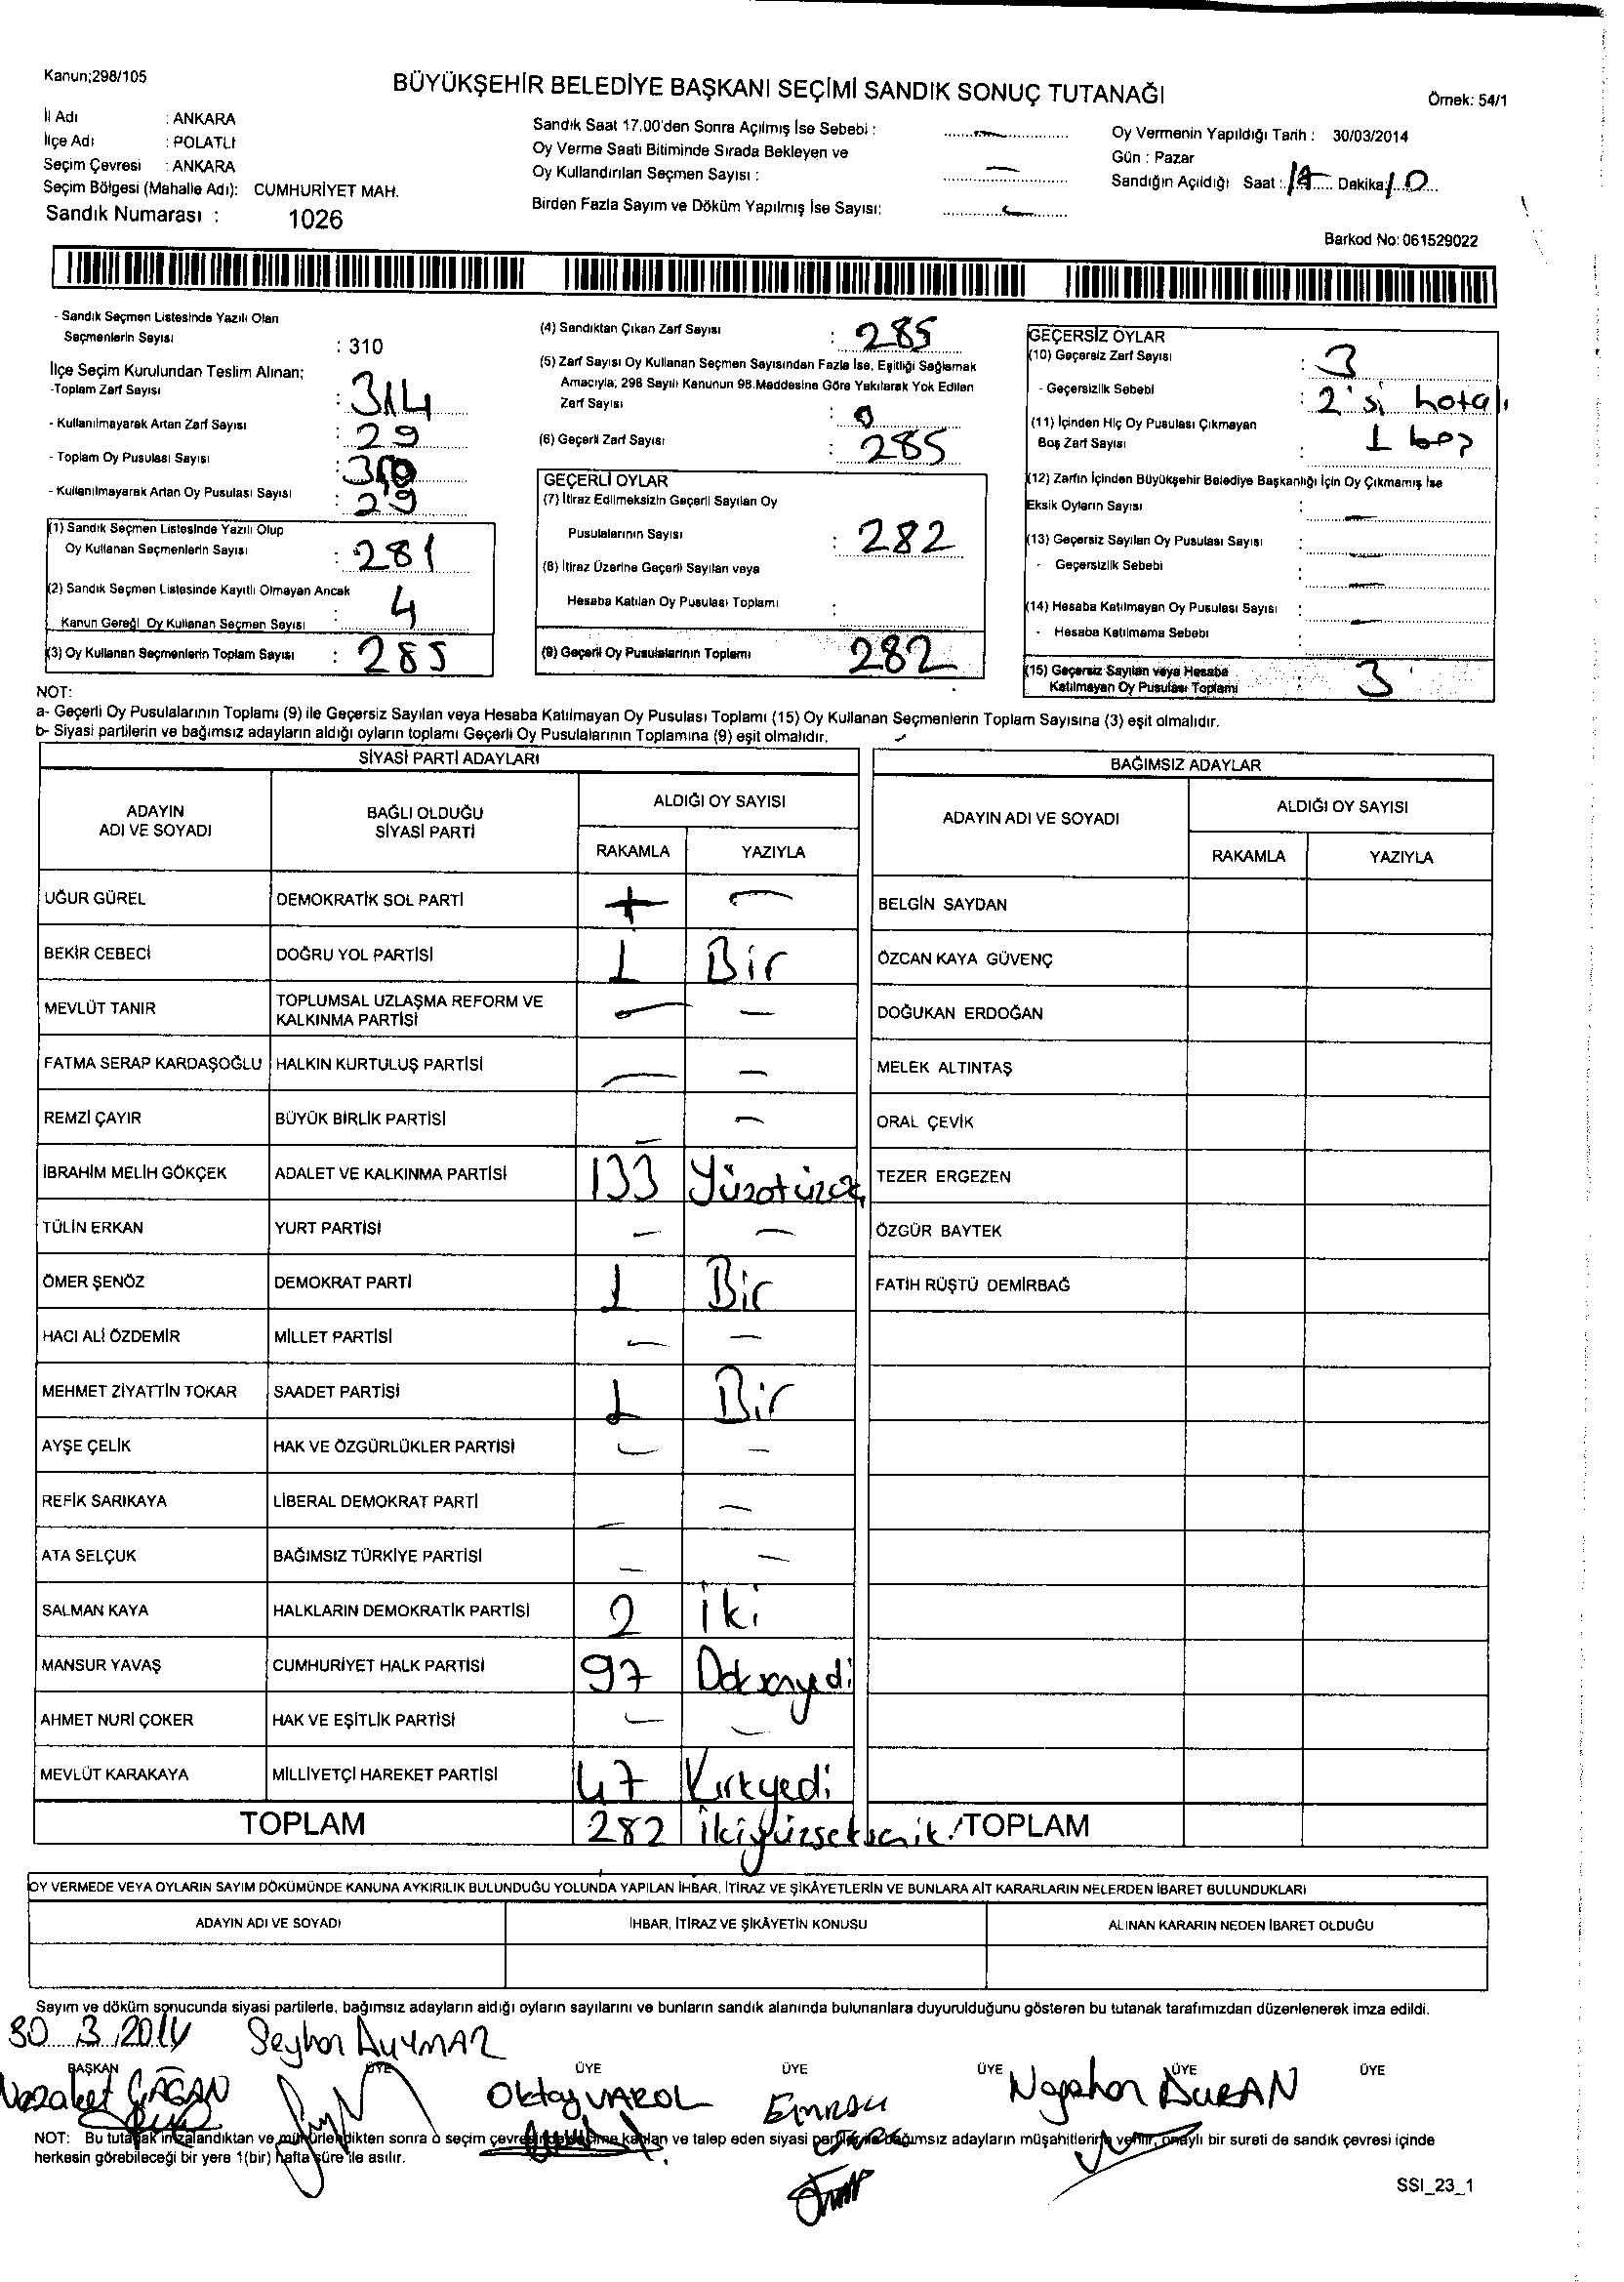 Kanun;298/105
BÜYÜKŞEHİR BELEDİYE BAŞKANI SEÇİMİ SANDIK SONUÇ TUTANAĞI
Örnek: 54/1
İl Adı : ANKARA
İlçe Adı : POLATLI
Seçim Çevresi : ANKARA
Seçim Bölgesi (Mahalle Adı): CUMHURİYET MAH.
Sandık Numarası : 1026
Sandık Saat 17.00'den Sonra Açılmış İse Sebebi : —
Oy Verme Saati Bitiminde Sırada Bekleyen ve
Oy Kullandırılan Seçmen Sayısı : —
Birden Fazla Sayım ve Döküm Yapılmış İse Sayısı: —
Oy Vermenin Yapıldığı Tarih : 30/03/2014
Gün : Pazar
Sandığın Açıldığı Saat : Dakika: 10
Barkod No: 061529022
- Sandık Seçmen Listesinde Yazılı Olan
Seçmenlerin Sayısı : 310
İlçe Seçim Kurulundan Teslim Alınan;
-Toplam Zarf Sayısı : 314
- Kullanılmayarak Artan Zarf Sayısı : 29
- Toplam Oy Pusulası Sayısı :
- Kullanılmayarak Artan Oy Pusulası Sayısı : 29
(1) Sandık Seçmen Listesinde Yazılı Olup
Oy Kullanan Seçmenlerin Sayısı : 281
(2) Sandık Seçmen Listesinde Kayıtlı Olmayan Ancak
Kanun Gereği Oy Kullanan Seçmen Sayısı : 4
(3) Oy Kullanan Seçmenlerin Toplam Sayısı : 285
(4) Sandıktan Çıkan Zarf Sayısı : 285
(5) Zarf Sayısı Oy Kullanan Seçmen Sayısından Fazla İse, Eşitliği Sağlamak
Amacıyla; 298 Sayılı Kanunun 98.Maddesine Göre Yakılarak Yok Edilen
Zarf Sayısı : 0
(6) Geçerli Zarf Sayısı : 285
GEÇERLİ OYLAR
(7) İtiraz Edilmeksizin Geçerli Sayılan Oy
Pusulalarının Sayısı : 282
(8) İtiraz Üzerine Geçerli Sayılan veya
Hesaba Katılan Oy Pusulası Toplamı :
(9) Geçerli Oy Pusulalarının Toplamı 282
GEÇERSİZ OYLAR
(10) Geçersiz Zarf Sayısı : 3
- Geçersizlik Sebebi : 2'si hatalı
(11) İçinden Hiç Oy Pusulası Çıkmayan
Boş Zarf Sayısı : 1 boş
(12) Zarfın İçinden Büyükşehir Belediye Başkanlığı İçin Oy Çıkmamış İse
Eksik Oyların Sayısı : —
(13) Geçersiz Sayılan Oy Pusulası Sayısı : —
- Geçersizlik Sebebi : —
(14) Hesaba Katılmayan Oy Pusulası Sayısı : —
- Hesaba Katılmama Sebebi :
(15) Geçersiz Sayılan veya Hesaba
Katılmayan Oy Pusulası Toplamı : 3
NOT:
a- Geçerli Oy Pusulalarının Toplamı (9) ile Geçersiz Sayılan veya Hesaba Katılmayan Oy Pusulası Toplamı (15) Oy Kullanan Seçmenlerin Toplam Sayısına (3) eşit olmalıdır.
b- Siyasi partilerin ve bağımsız adayların aldığı oyların toplamı Geçerli Oy Pusulalarının Toplamına (9) eşit olmalıdır.
SİYASİ PARTİ ADAYLARI
ADAYIN ADI VE SOYADI BAĞLI OLDUĞU SİYASİ PARTİ ALDIĞI OY SAYISI
RAKAMLA YAZIYLA
BAĞIMSIZ ADAYLAR
ADAYIN ADI VE SOYADI ALDIĞI OY SAYISI
RAKAMLA YAZIYLA
UĞUR GÜREL DEMOKRATİK SOL PARTİ — — BELGİN SAYDAN
BEKİR CEBECİ DOĞRU YOL PARTİSİ 1 Bir ÖZCAN KAYA GÜVENÇ
MEVLÜT TANIR TOPLUMSAL UZLAŞMA REFORM VE KALKINMA PARTİSİ — — DOĞUKAN ERDOĞAN
FATMA SERAP KARDAŞOĞLU HALKIN KURTULUŞ PARTİSİ — — MELEK ALTINTAŞ
REMZİ ÇAYIR BÜYÜK BİRLİK PARTİSİ — — ORAL ÇEVİK
İBRAHİM MELİH GÖKÇEK ADALET VE KALKINMA PARTİSİ 133 Yüzotuzüç TEZER ERGEZEN
TÜLİN ERKAN YURT PARTİSİ — — ÖZGÜR BAYTEK
ÖMER ŞENÖZ DEMOKRAT PARTİ 1 Bir FATİH RÜŞTÜ DEMİRBAĞ
HACI ALİ ÖZDEMİR MİLLET PARTİSİ — —
MEHMET ZİYATTİN TOKAR SAADET PARTİSİ 1 Bir
AYŞE ÇELİK HAK VE ÖZGÜRLÜKLER PARTİSİ — —
REFİK SARIKAYA LİBERAL DEMOKRAT PARTİ — —
ATA SELÇUK BAĞIMSIZ TÜRKİYE PARTİSİ — —
SALMAN KAYA HALKLARIN DEMOKRATİK PARTİSİ 2 İki
MANSUR YAVAŞ CUMHURİYET HALK PARTİSİ 97 Doksanyedi
AHMET NURİ ÇOKER HAK VE EŞİTLİK PARTİSİ — —
MEVLÜT KARAKAYA MİLLİYETÇİ HAREKET PARTİSİ 47 Kırkyedi
TOPLAM 282 İkiyüzseksenik. TOPLAM
OY VERMEDE VEYA OYLARIN SAYIM DÖKÜMÜNDE KANUNA AYKIRILIK BULUNDUĞU YOLUNDA YAPILAN İHBAR, İTİRAZ VE ŞİKÂYETLERİN VE BUNLARA AİT KARARLARIN NELERDEN İBARET BULUNDUKLARI
ADAYIN ADI VE SOYADI İHBAR, İTİRAZ VE ŞİKÂYETİN KONUSU ALINAN KARARIN NEDEN İBARET OLDUĞU
Sayım ve döküm sonucunda siyasi partilerle, bağımsız adayların aldığı oyların sayılarını ve bunların sandık alanında bulunanlara duyurulduğunu gösteren bu tutanak tarafımızdan düzenlenerek imza edildi.
30 3 2014 Seyhan
BAŞKAN ÜYE ÜYE ÜYE ÜYE ÜYE ÜYE
Nezaket ÇAĞAN Oktay VAROL Emrah DURAN
NOT: Bu tutanak imzalandıktan ve mühürlendikten sonra o seçim çevresinde seçime katılan ve talep eden siyasi parti ile bağımsız adayların müşahitlerine verilir, onaylı bir sureti de sandık çevresi içinde
herkesin görebileceği bir yere 1(bir) hafta süre ile asılır.
SSI_23_1